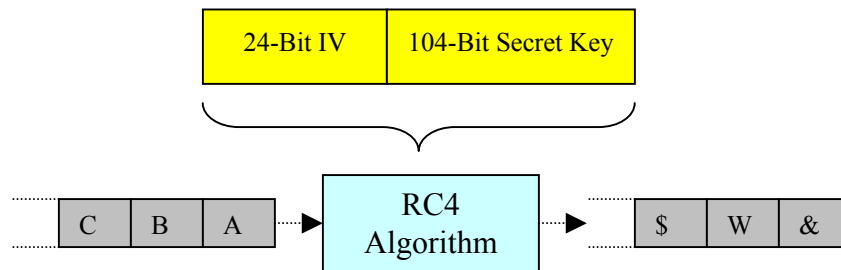 24-Bit IV 104-Bit Secret Key
C B A
RC4
Algorithm
$ W &